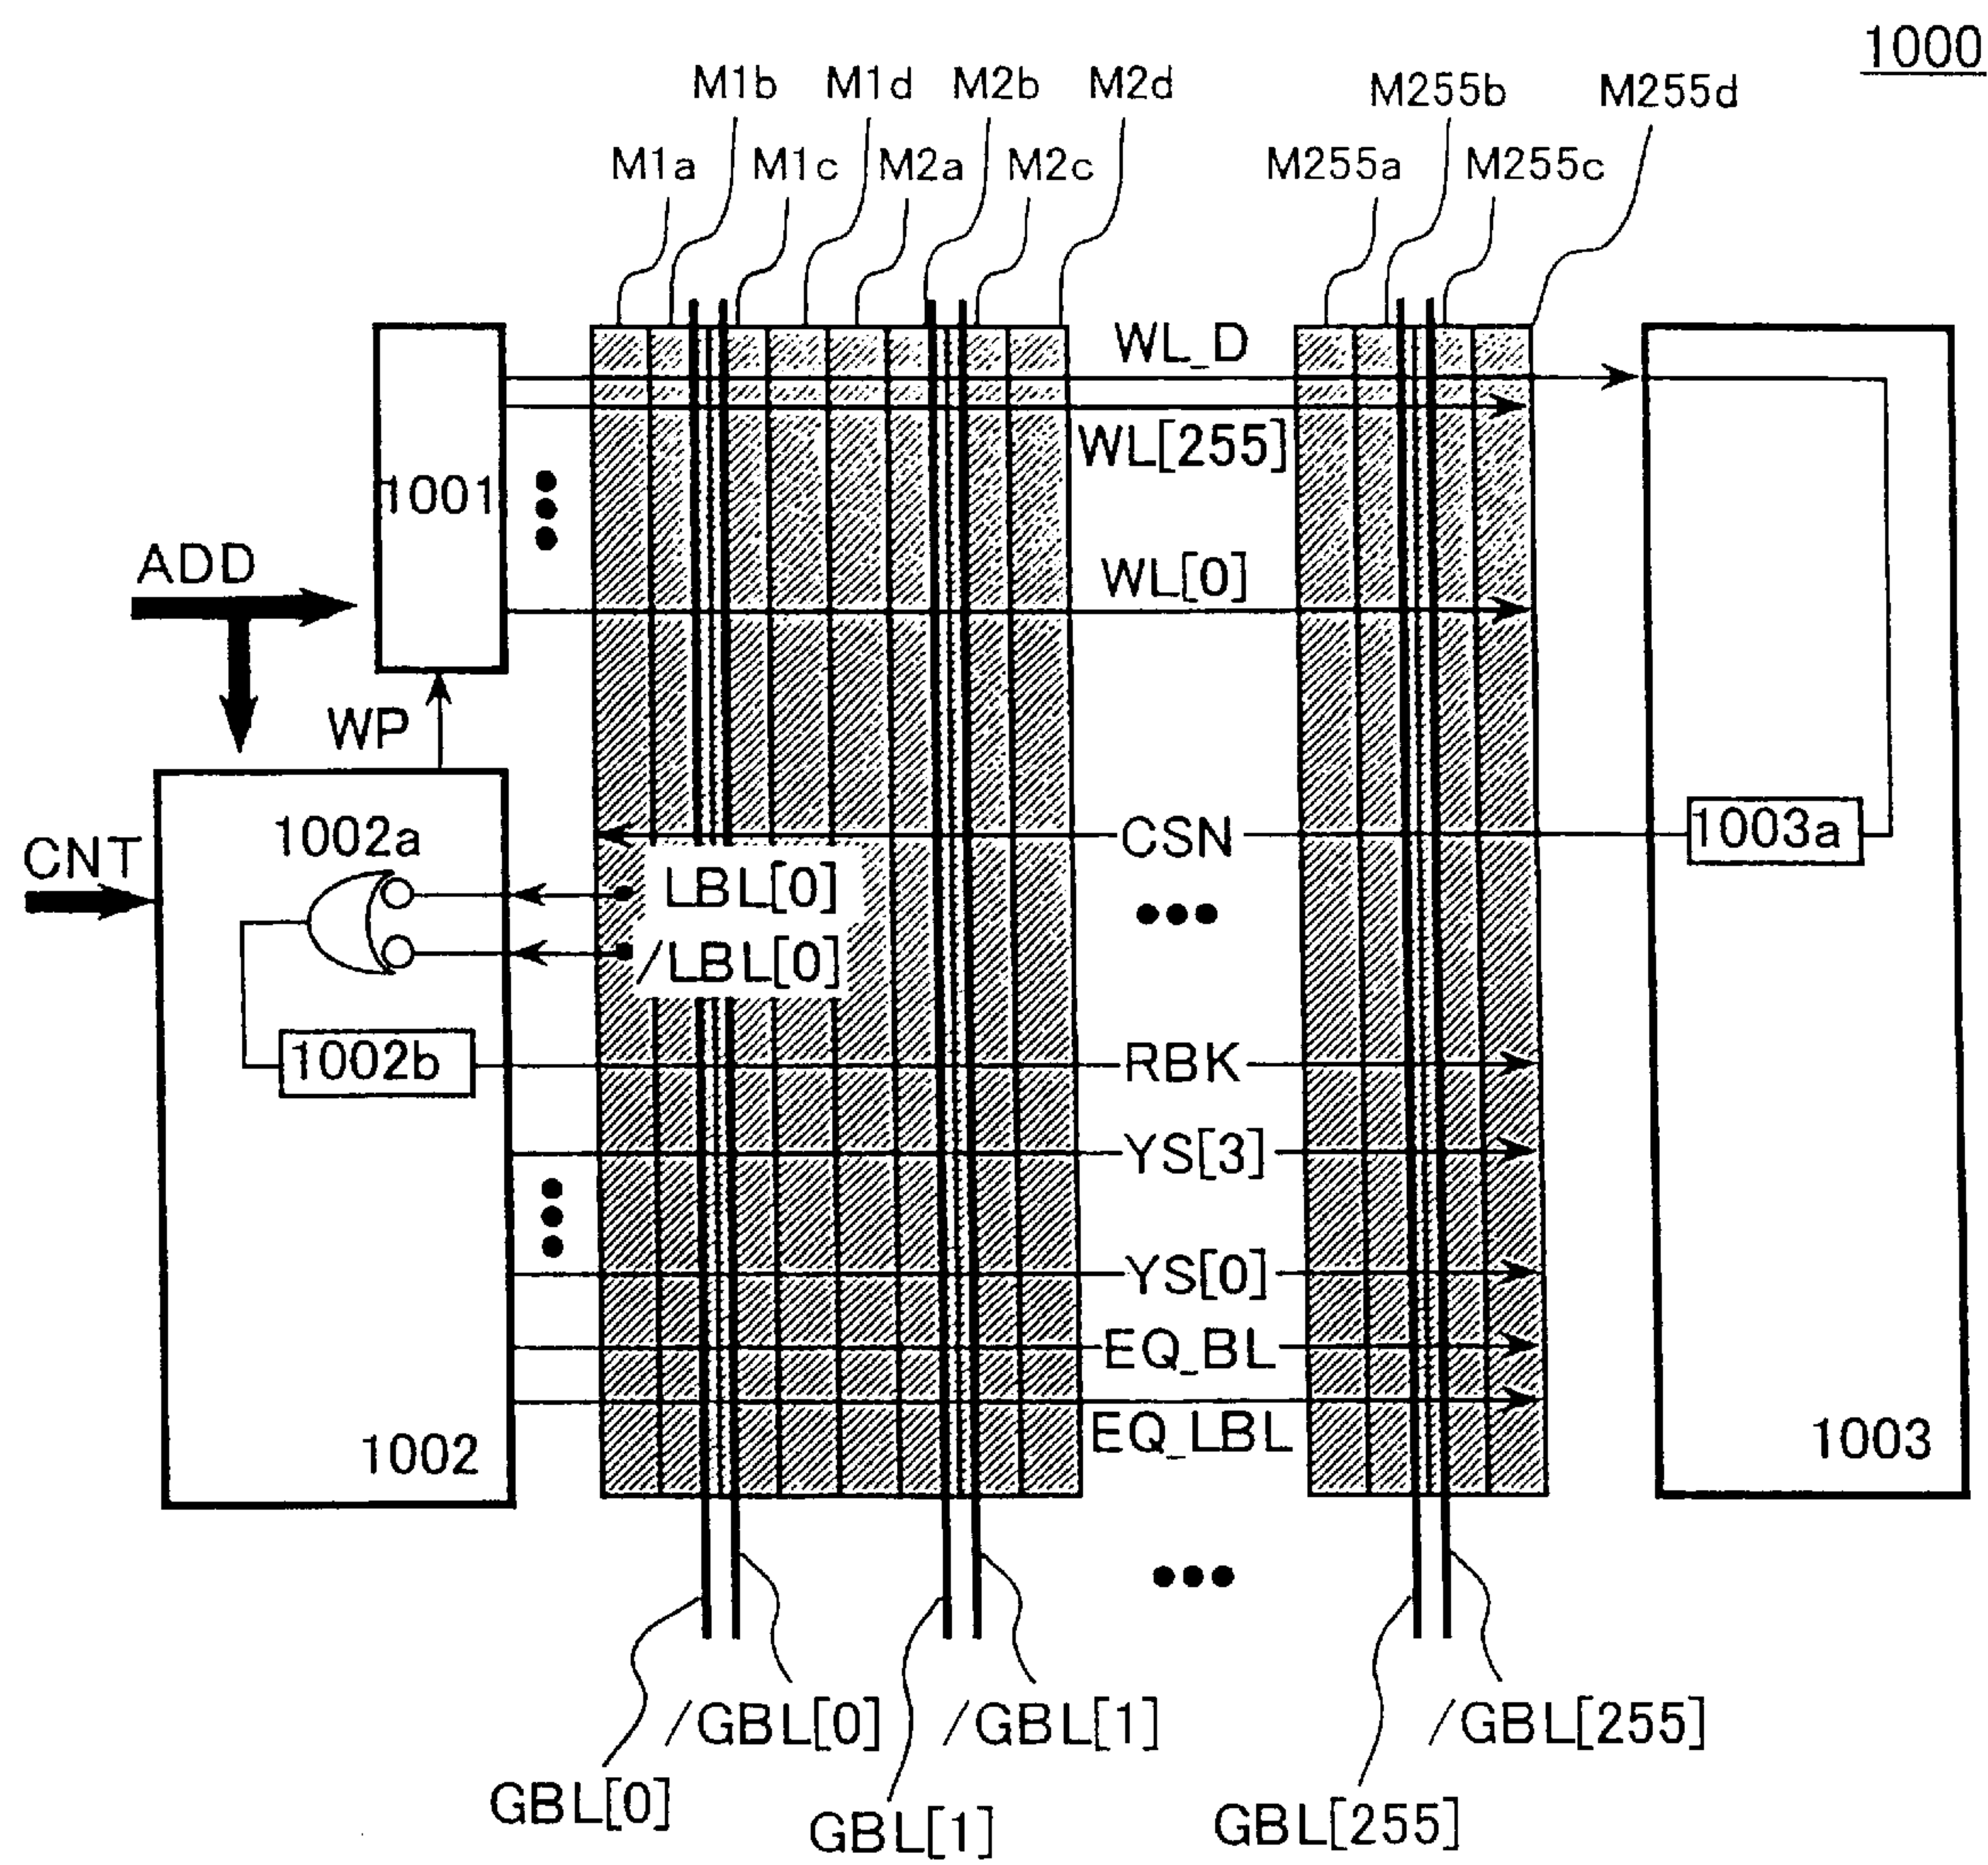 1000
M1b M1d M2b M2d M255b M255d
M1a M1c M2a M2c M255a M255c
WL_D
WL[255]
1001
ADD
WL[0]
WP
1002a
CNT
CSN
1003a
LBL[0]
/LBL[0]
1002b
RBK
YS[3]
YS[0]
EQ_BL
EQ_LBL
1002
1003
/GBL[0] /GBL[1] /GBL[255]
GBL[0] GBL[1] GBL[255]